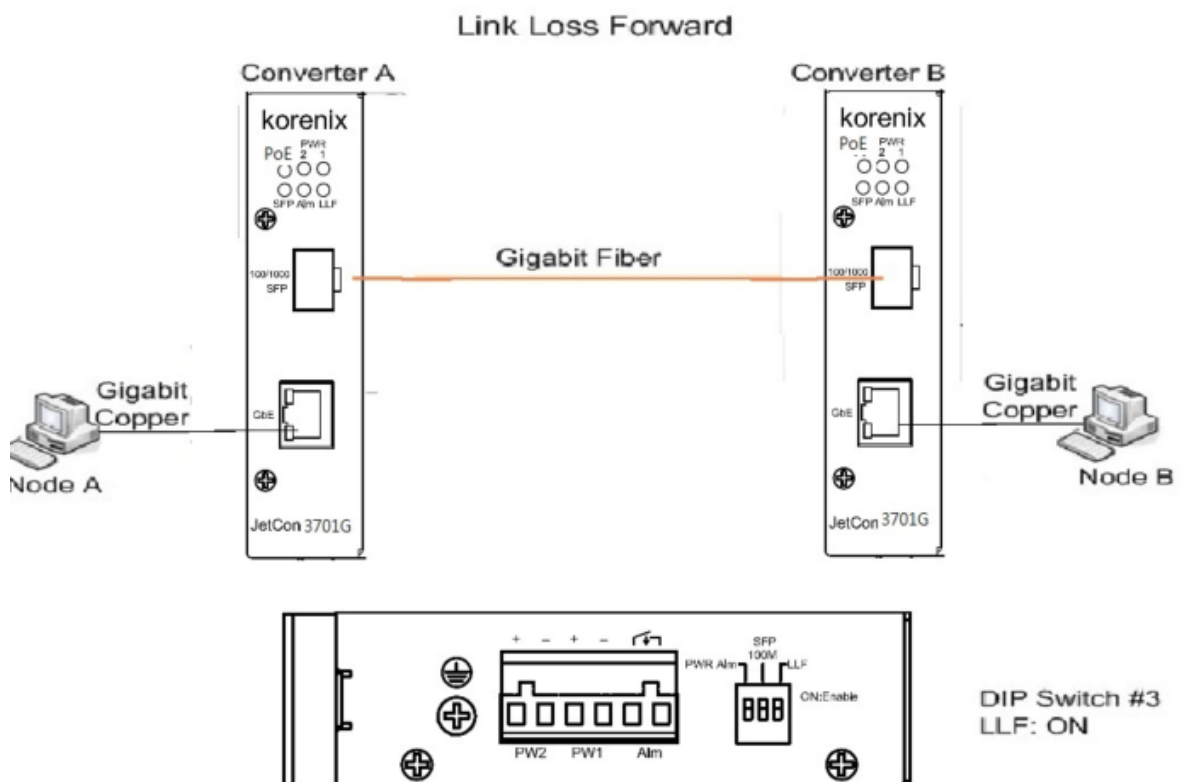 Link Loss Forward
Converter A
Converter B
korenix
PoE
PWR
2 1
SFP Alm LLF
100/1000
SFP
GbE
JetCon 3701G
korenix
PoE
PWR
2 1
SFP Alm LLF
100/1000
SFP
GbE
JetCon 3701G
Gigabit Fiber
Gigabit
Copper
Node A
Gigabit
Copper
Node B
+ – + –
PWR Alm
SFP
100M
LLF
ON:Enable
PW2 PW1 Alm
DIP Switch #3
LLF: ON